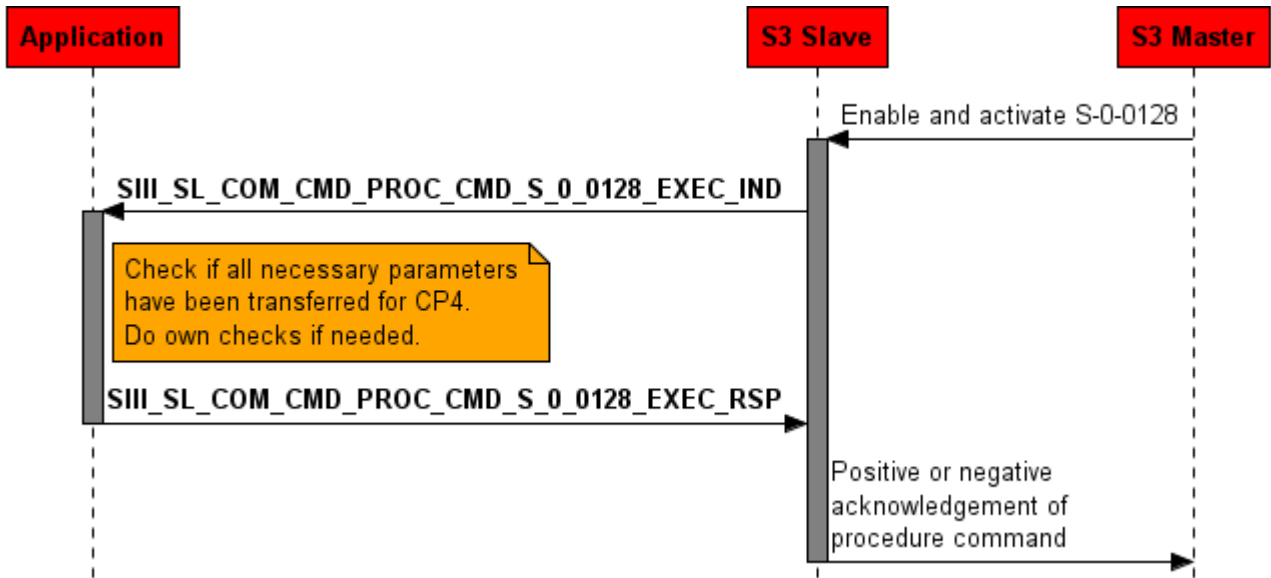 Application
S3 Slave
S3 Master
Enable and activate S-0-0128
SIII_SL_COM_CMD_PROC_CMD_S_0_0128_EXEC_IND
Check if all necessary parameters
have been transferred for CP4.
Do own checks if needed.
SIII_SL_COM_CMD_PROC_CMD_S_0_0128_EXEC_RSP
Positive or negative
acknowledgement of
procedure command